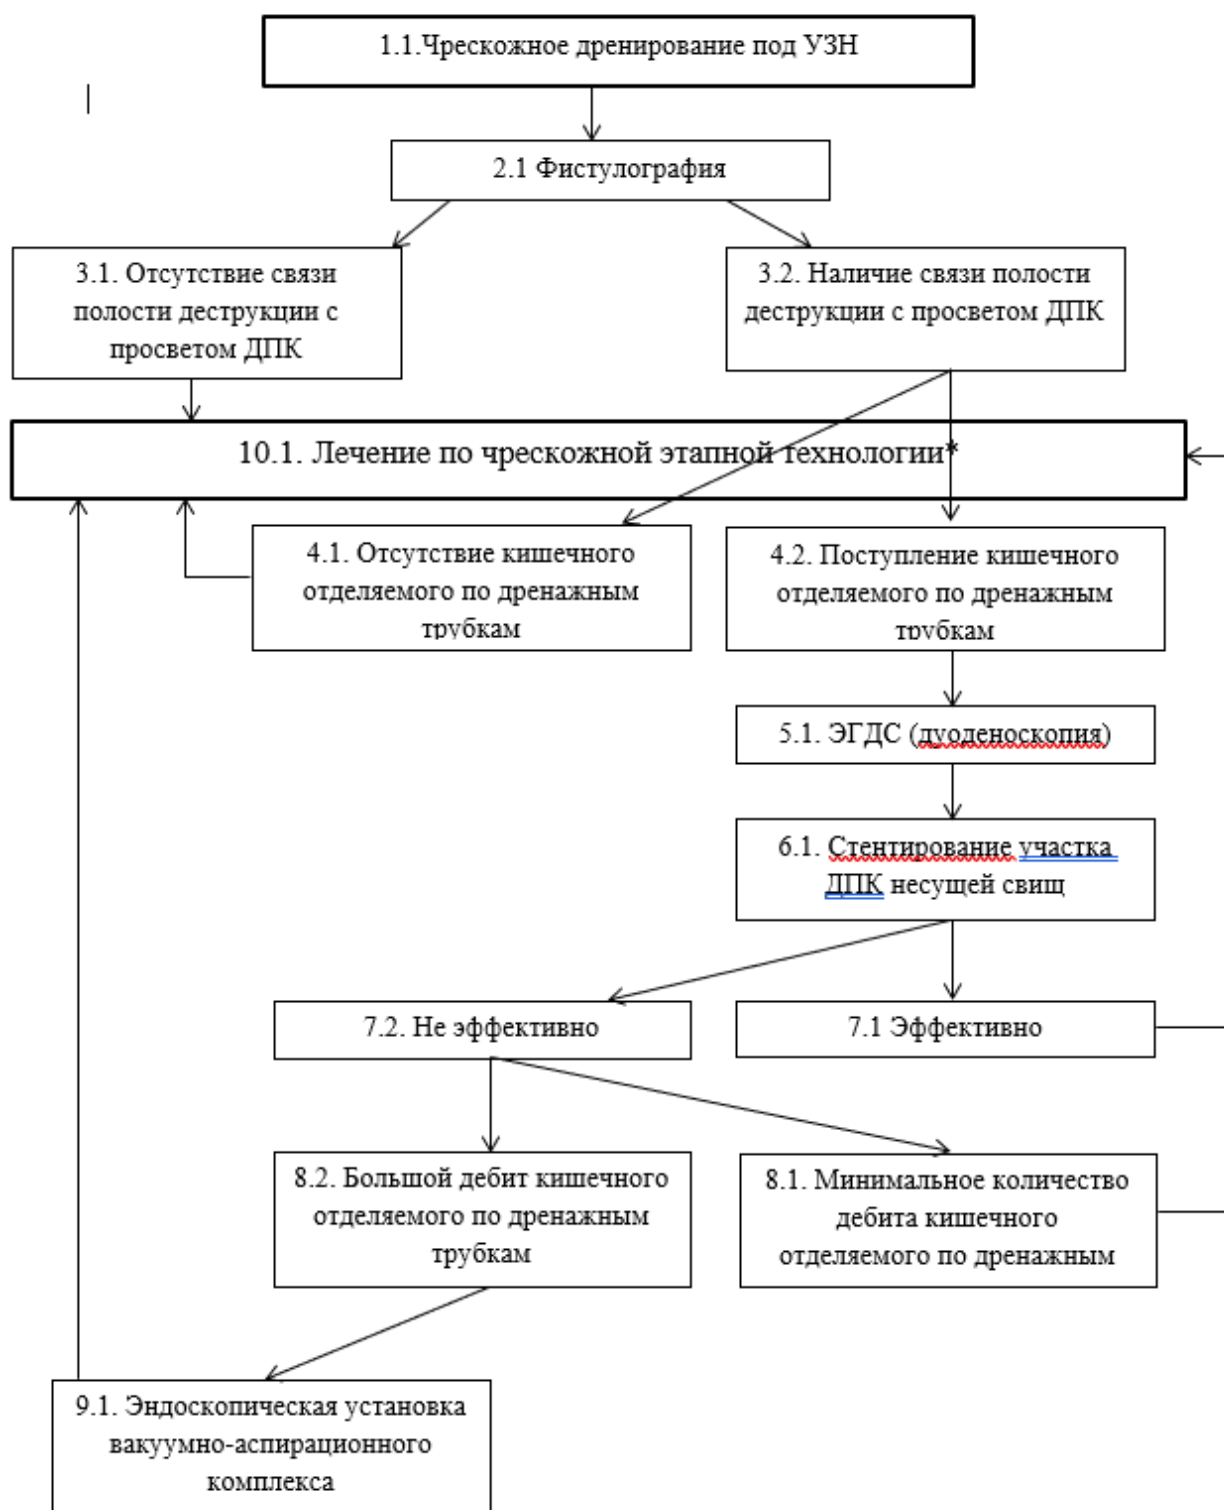 1.1.Чрескожное дренирование под УЗН
2.1 Фистулография
3.1. Отсутствие связи
полости деструкции с
просветом ДПК
3.2. Наличие связи полости
деструкции с просветом ДПК
10.1. Лечение по чрескожной этапной технологии*
4.1. Отсутствие кишечного
отделяемого по дренажным
трубкам
4.2. Поступление кишечного
отделяемого по дренажным
трубкам
5.1. ЭГДС (дуоденоскопия)
6.1. Стентирование участка
ДПК несущей свищ
7.2. Не эффективно
7.1 Эффективно
8.2. Большой дебит кишечного
отделяемого по дренажным
трубкам
8.1. Минимальное количество
дебита кишечного
отделяемого по дренажным
9.1. Эндоскопическая установка
вакуумно-аспирационного
комплекса